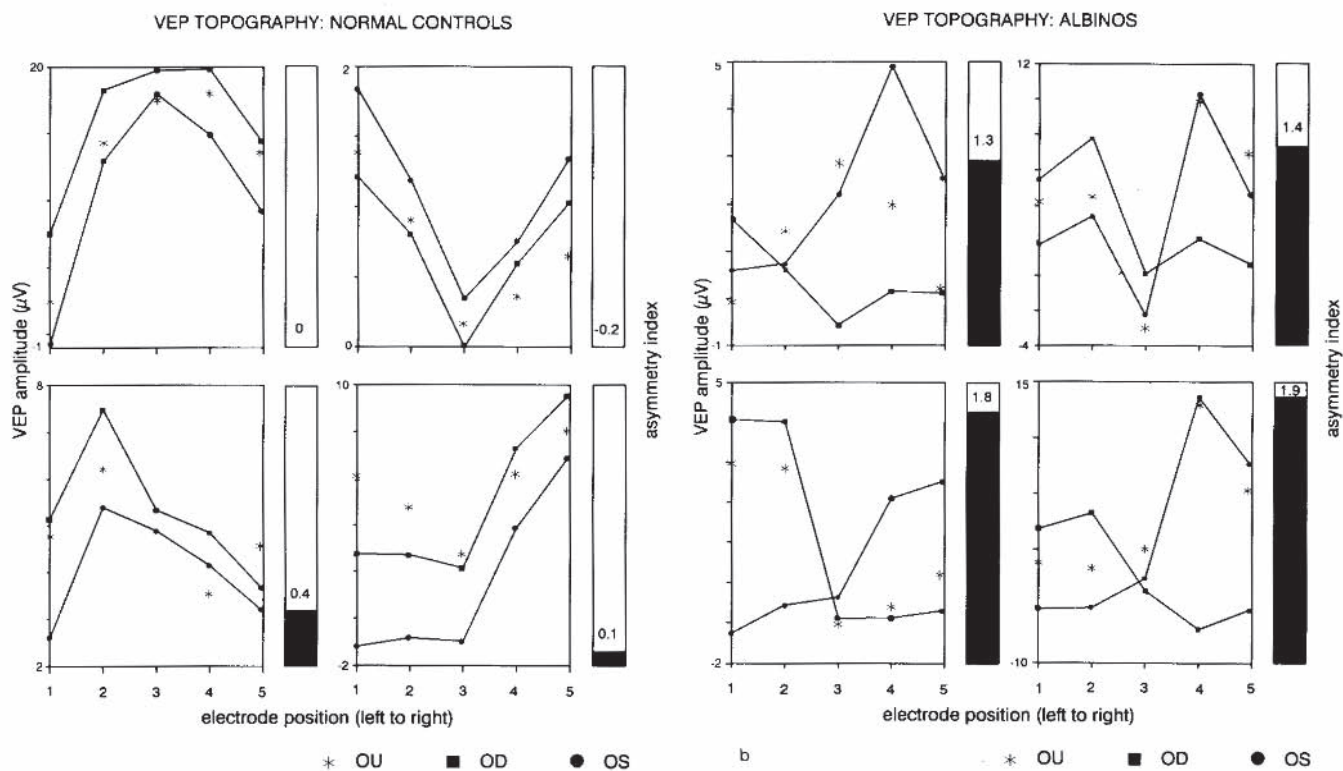 VEP TOPOGRAPHY: NORMAL CONTROLS
20
-1
0
2
0
-0.2
8
2
0.4
10
-2
0.1
VEP amplitude (µV)
asymmetry index
1 2 3 4 5
1 2 3 4 5
electrode position (left to right)
* OU ■ OD ● OS
VEP TOPOGRAPHY: ALBINOS
5
-1
1.3
12
-4
1.4
5
-2
1.8
15
-10
1.9
VEP amplitude (µV)
asymmetry index
1 2 3 4 5
1 2 3 4 5
electrode position (left to right)
b
* OU ■ OD ● OS